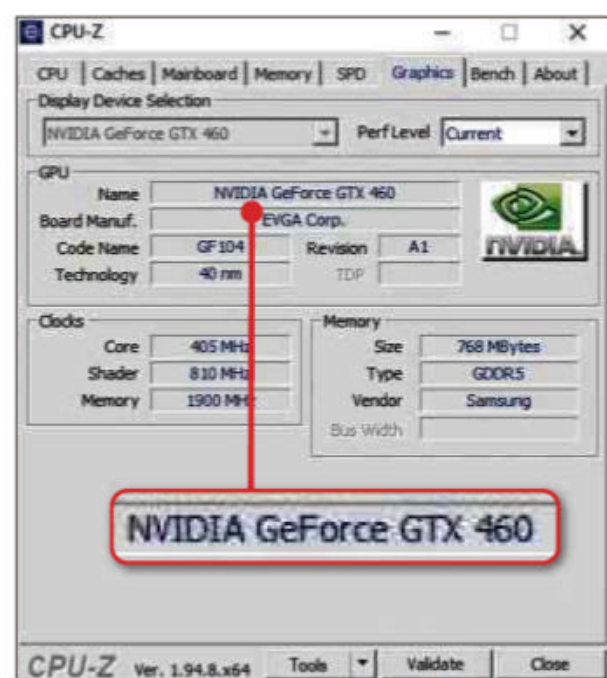 CPU-Z
CPU Caches Mainboard Memory SPD Graphics Bench About
Display Device Selection
NVIDIA GeForce GTX 460 Perf Level Current
GPU
Name NVIDIA GeForce GTX 460
Board Manuf. EVGA Corp.
Code Name GF104 Revision A1
Technology 40 nm TDP
NVIDIA.
Clocks
Core 405 MHz
Shader 810 MHz
Memory 1900 MHz
Memory
Size 768 MBytes
Type GDDR5
Vendor Samsung
Bus Width
NVIDIA GeForce GTX 460
CPU-Z Ver. 1.94.8.x64 Tools Validate Close